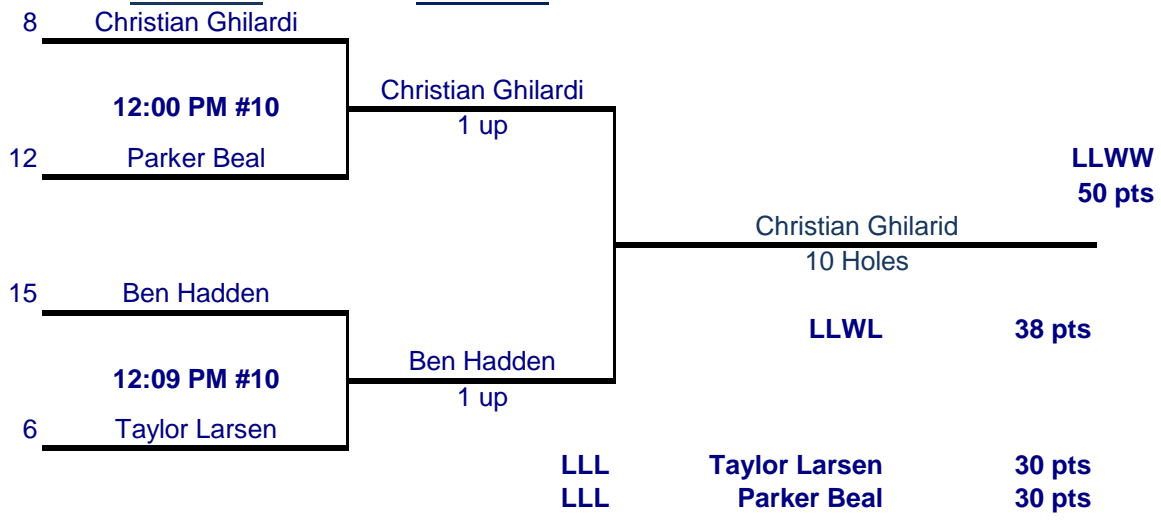 8 Christian Ghilardi
Christian Ghilardi
12:00 PM #10
1 up
12 Parker Beal
LLWW
50 pts
Christian Ghilarid
10 Holes
15 Ben Hadden
LLWL 38 pts
Ben Hadden
12:09 PM #10
1 up
6 Taylor Larsen
LLL Taylor Larsen 30 pts
LLL Parker Beal 30 pts